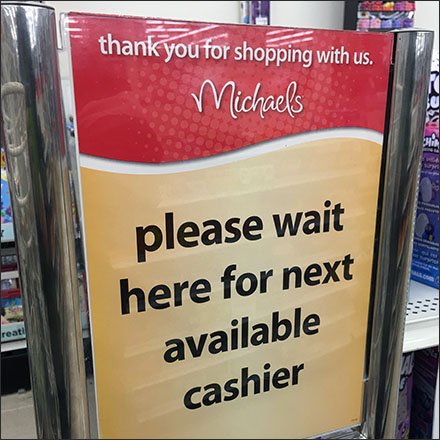 thank you for shopping with us.
Michaels
please wait
here for next
available
cashier